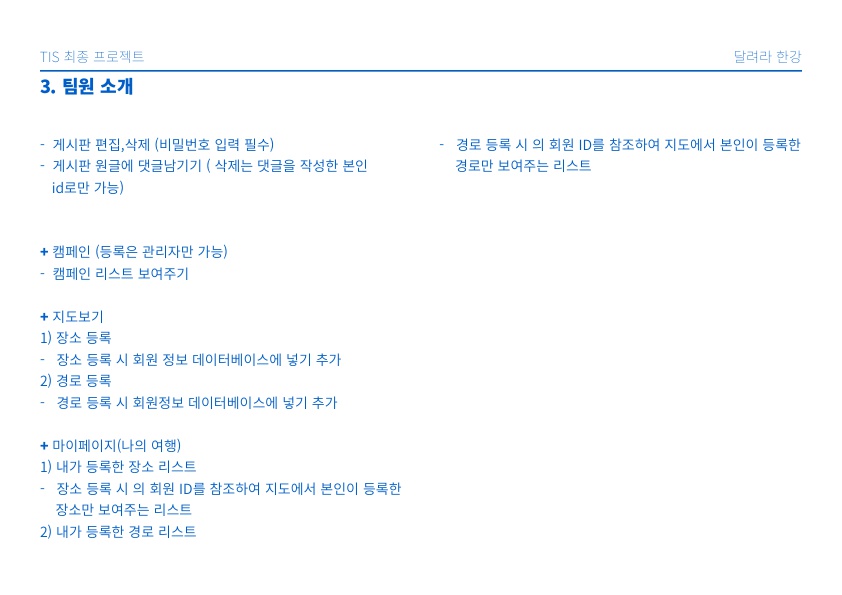 TIS 최종 프로젝트
달려라 한강
3. 팀원 소개
- 게시판 편집,삭제 (비밀번호 입력 필수)
- 게시판 원글에 댓글남기기 ( 삭제는 댓글을 작성한 본인
id로만 가능)
+ 캠페인 (등록은 관리자만 가능)
- 캠페인 리스트 보여주기
+ 지도보기
1) 장소 등록
- 장소 등록 시 회원 정보 데이터베이스에 넣기 추가
2) 경로 등록
- 경로 등록 시 회원정보 데이터베이스에 넣기 추가
+ 마이페이지(나의 여행)
1) 내가 등록한 장소 리스트
- 장소 등록 시 의 회원 ID를 참조하여 지도에서 본인이 등록한
장소만 보여주는 리스트
2) 내가 등록한 경로 리스트
- 경로 등록 시 의 회원 ID를 참조하여 지도에서 본인이 등록한
경로만 보여주는 리스트